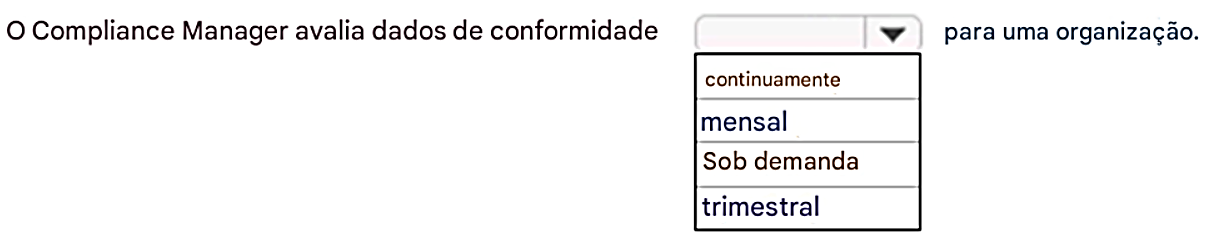 O Compliance Manager avalia dados de conformidade para uma organização.
continuamente
mensal
Sob demanda
trimestral